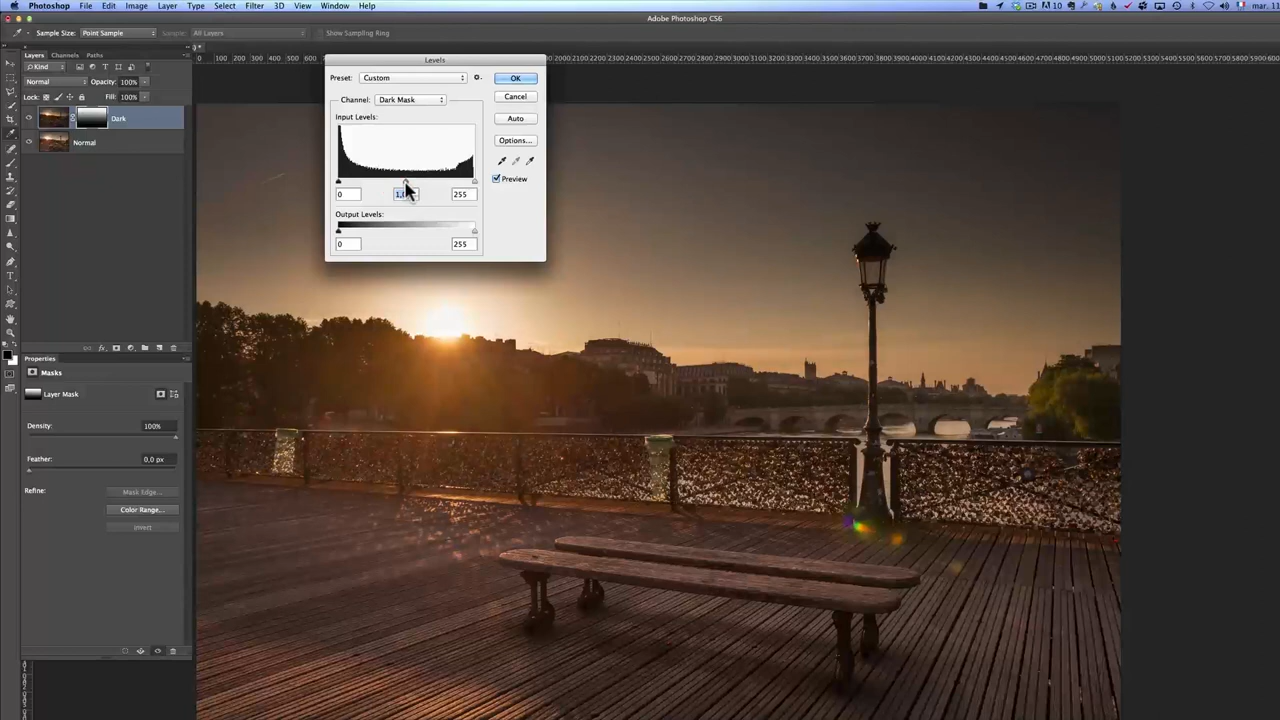 Photoshop File Edit Image Layer Type Select Filter 3D View Window Help
10
mar. 11
Adobe Photoshop CS6
Sample Size: Point Sample Sample: All Layers Show Sampling Ring
Layers Channels Paths
Kind
Normal Opacity: 100%
Lock: Fill: 100%
Dark
Normal
Levels
Preset: Custom
OK
Cancel
Channel: Dark Mask
Auto
Input Levels:
Options...
Preview
0
255
Output Levels:
0 255
Properties
Masks
Layer Mask
Density: 100%
Feather: 0,0 px
Refine: Mask Edge...
Color Range...
Invert